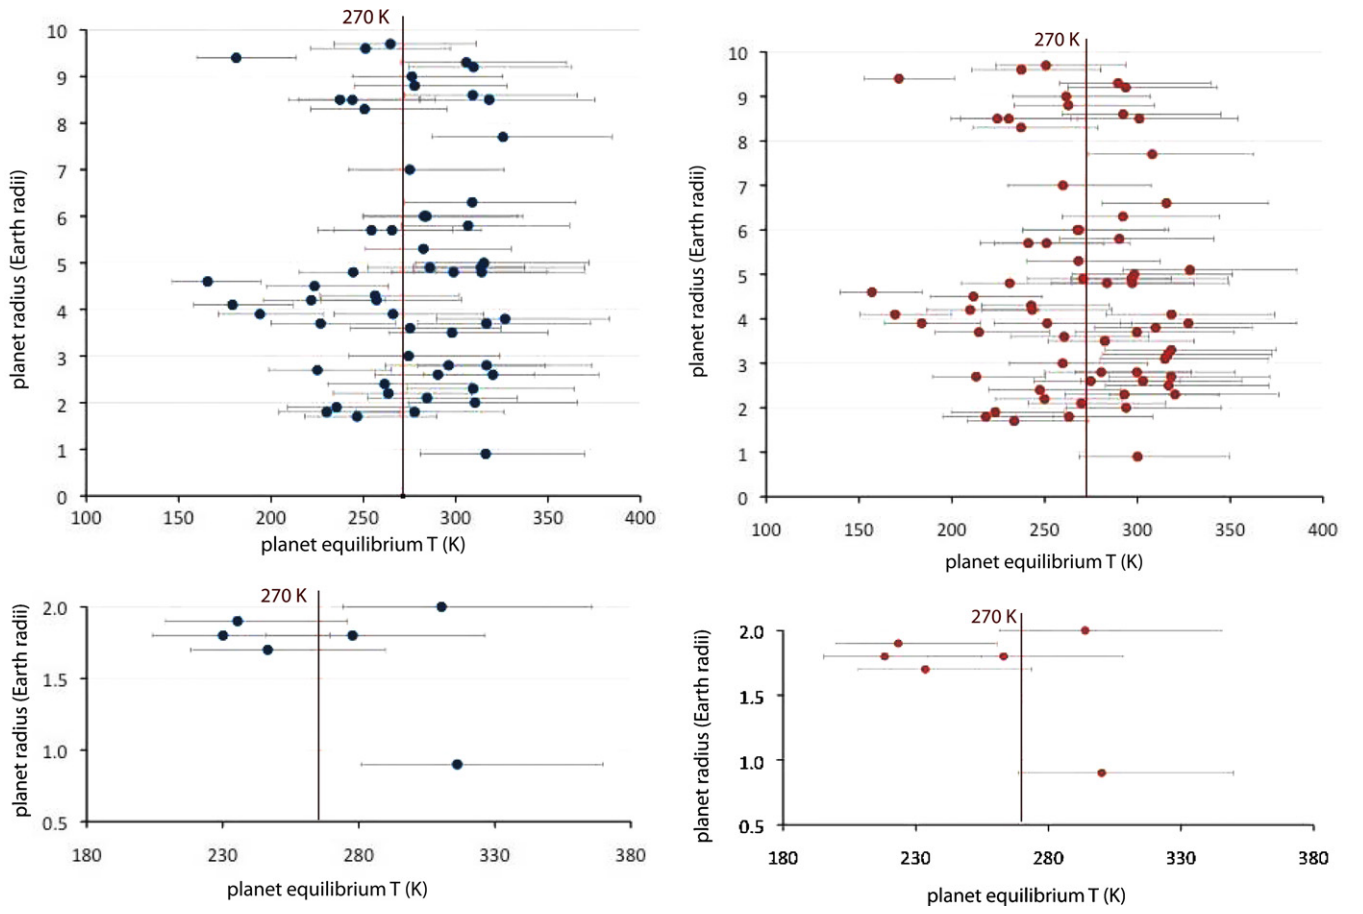 270 K
10
9
8
7
6
5
4
3
2
1
0
planet radius (Earth radii)
100 150 200 250 300 350 400
planet equilibrium T (K)
270 K
10
9
8
7
6
5
4
3
2
1
0
planet radius (Earth radii)
100 150 200 250 300 350 400
planet equilibrium T (K)
270 K
2.0
1.5
1.0
0.5
planet radius (Earth radii)
180 230 280 330 380
planet equilibrium T (K)
270 K
2.0
1.5
1.0
0.5
planet radius (Earth radii)
180 230 280 330 380
planet equilibrium T (K)